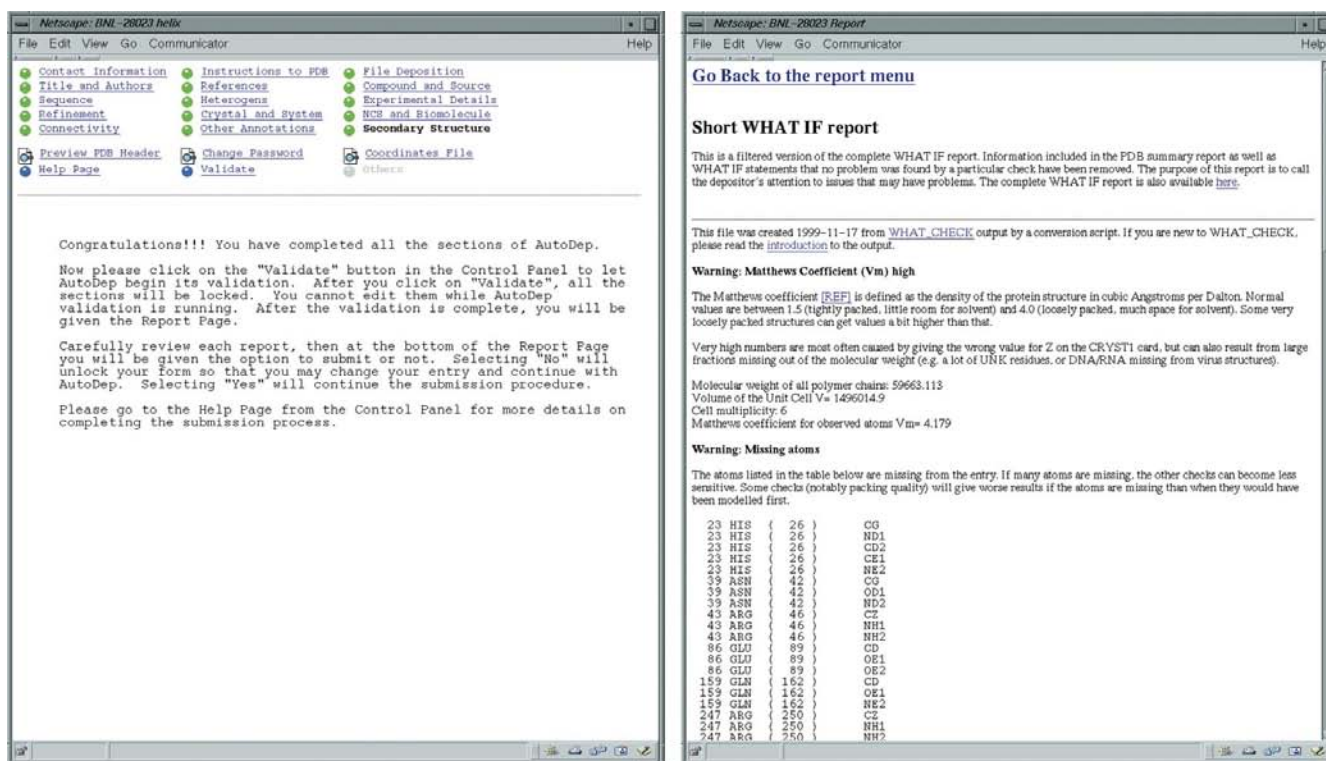 Netscape: BNL-28023 helix
File Edit View Go Communicator Help
Contact Information Instructions to PDB File Deposition
Title and Authors References Compound and Source
Sequence Heterogens Experimental Details
Refinement Crystal and System NCS and Biomolecule
Connectivity Other Annotations Secondary Structure
Preview PDB Header Change Password Coordinates File
Help Page Validate Others
Congratulations!!! You have completed all the sections of AutoDep.
Now please click on the "Validate" button in the Control Panel to let
AutoDep begin its validation. After you click on "Validate", all the
sections will be locked. You cannot edit them while AutoDep
validation is running. After the validation is complete, you will be
given the Report Page.
Carefully review each report, then at the bottom of the Report Page
you will be given the option to submit or not. Selecting "No" will
unlock your form so that you may change your entry and continue with
AutoDep. Selecting "Yes" will continue the submission procedure.
Please go to the Help Page from the Control Panel for more details on
completing the submission process.
Netscape: BNL-28023 Report
File Edit View Go Communicator Help
Go Back to the report menu
Short WHAT IF report
This is a filtered version of the complete WHAT IF report. Information included in the PDB summary report as well as
WHAT IF statements that no problem was found by a particular check have been removed. The purpose of this report is to call
the depositor's attention to issues that may have problems. The complete WHAT IF report is also available here.
This file was created 1999-11-17 from WHAT_CHECK output by a conversion script. If you are new to WHAT_CHECK,
please read the introduction to the output.
Warning: Matthews Coefficient (Vm) high
The Matthews coefficient [REF] is defined as the density of the protein structure in cubic Angstroms per Dalton. Normal
values are between 1.5 (tightly packed, little room for solvent) and 4.0 (loosely packed, much space for solvent). Some very
loosely packed structures can get values a bit higher than that.
Very high numbers are most often caused by giving the wrong value for Z on the CRYST1 card, but can also result from large
fractions missing out of the molecular weight (e.g. a lot of UNK residues, or DNA/RNA missing from virus structures).
Molecular weight of all polymer chains: 59663.113
Volume of the Unit Cell V= 1496014.9
Cell multiplicity: 6
Matthews coefficient for observed atoms Vm= 4.179
Warning: Missing atoms
The atoms listed in the table below are missing from the entry. If many atoms are missing, the other checks can become less
sensitive. Some checks (notably packing quality) will give worse results if the atoms are missing than when they would have
been modelled first.
23 HIS ( 26 ) CG
23 HIS ( 26 ) ND1
23 HIS ( 26 ) CD2
23 HIS ( 26 ) CE1
23 HIS ( 26 ) NE2
39 ASN ( 42 ) CG
39 ASN ( 42 ) OD1
39 ASN ( 42 ) ND2
43 ARG ( 46 ) CZ
43 ARG ( 46 ) NH1
43 ARG ( 46 ) NH2
86 GLU ( 89 ) CD
86 GLU ( 89 ) OE1
86 GLU ( 89 ) OE2
159 GLN ( 162 ) CD
159 GLN ( 162 ) OE1
159 GLN ( 162 ) NE2
247 ARG ( 250 ) CZ
247 ARG ( 250 ) NH1
247 ARG ( 250 ) NH2